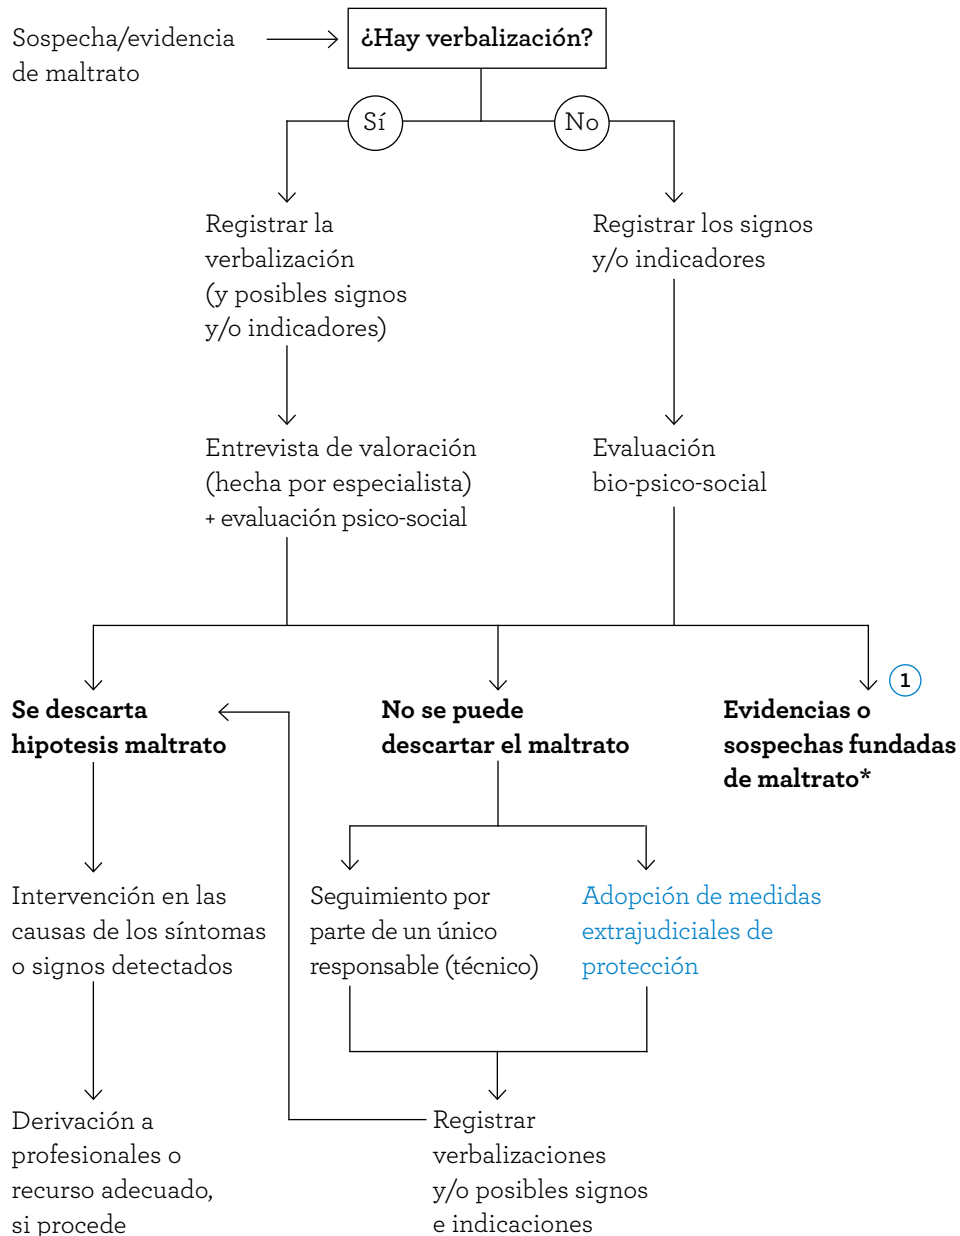 Sospecha/evidencia
de maltrato
¿Hay verbalización?
Sí
No
Registrar la
verbalización
(y posibles signos
y/o indicadores)
Registrar los signos
y/o indicadores
Entrevista de valoración
(hecha por especialista)
+ evaluación psico-social
Evaluación
bio-psico-social
Se descarta
hipotesis maltrato
No se puede
descartar el maltrato
1
Evidencias o
sospechas fundadas
de maltrato*
Intervención en las
causas de los síntomas
o signos detectados
Seguimiento por
parte de un único
responsable (técnico)
Adopción de medidas
extrajudiciales de
protección
Derivación a
profesionales o
recurso adecuado,
si procede
Registrar
verbalizaciones
y/o posibles signos
e indicaciones